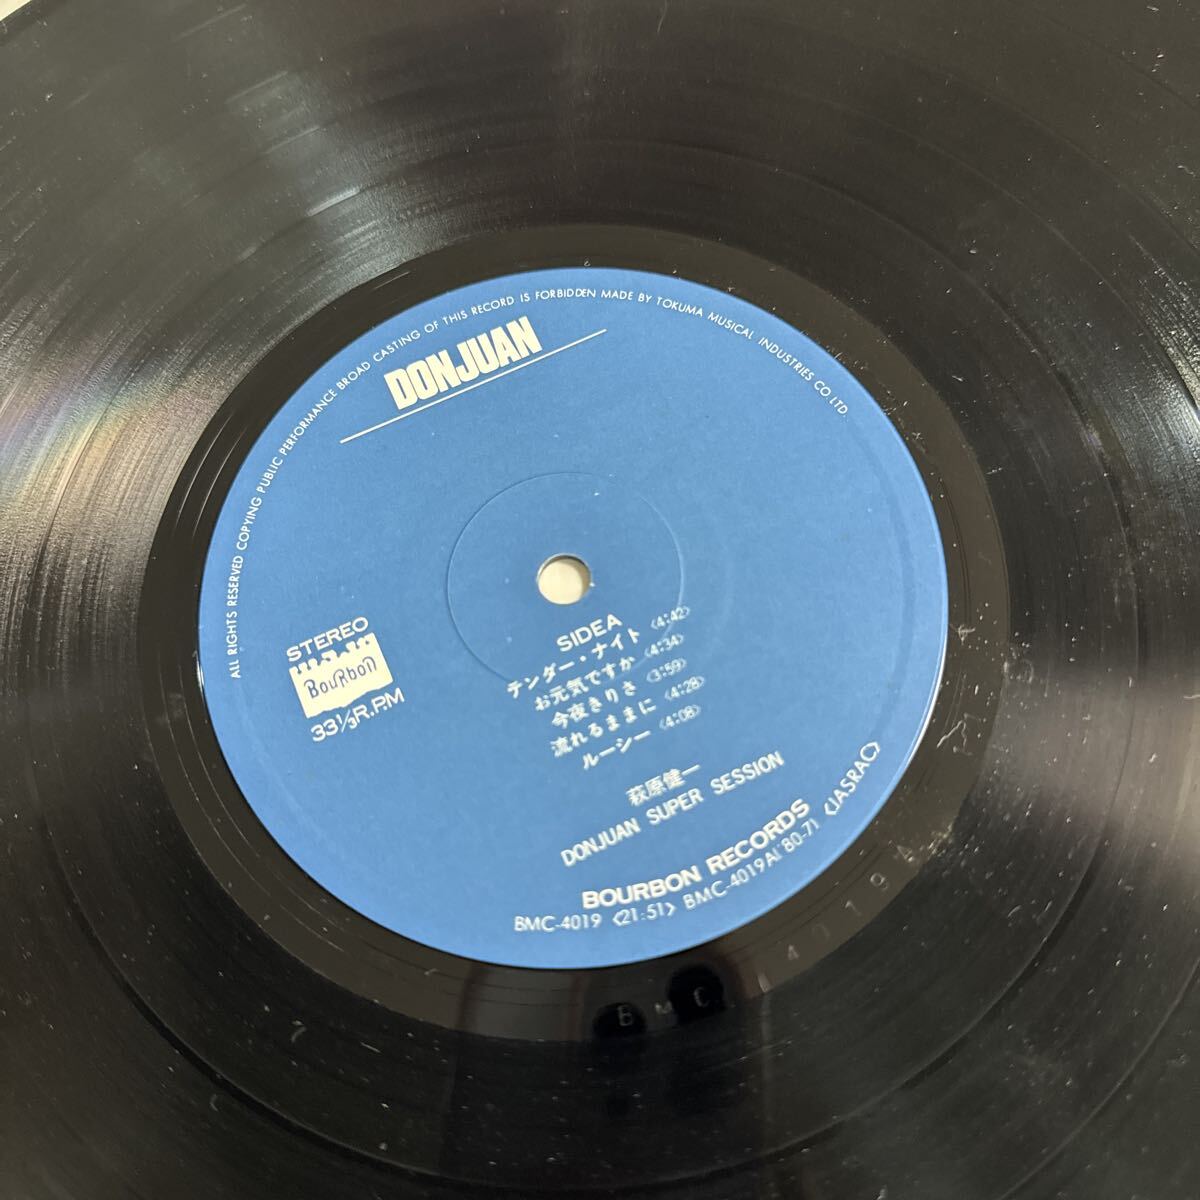 ALL RIGHTS RESERVED COPYING PUBLIC PERFORMANCE BROAD CASTING OF THIS RECORD IS FORBIDDEN MADE BY TOKUMA MUSICAL INDUSTRIES CO.LTD.
DONJUAN
STEREO
BouRbon
33⅓R.P.M
SIDEA
テンダー・ナイト〈4:42〉
お元気ですか〈4:34〉
今夜きりさ〈3:59〉
流れるままに〈4:28〉
ルーシー〈4:08〉
萩原健一
DONJUAN SUPER SESSION
BOURBON RECORDS
BMC-4019 〈21:51〉 BMC-4019A('80-7) 〈JASRAC〉
B M C